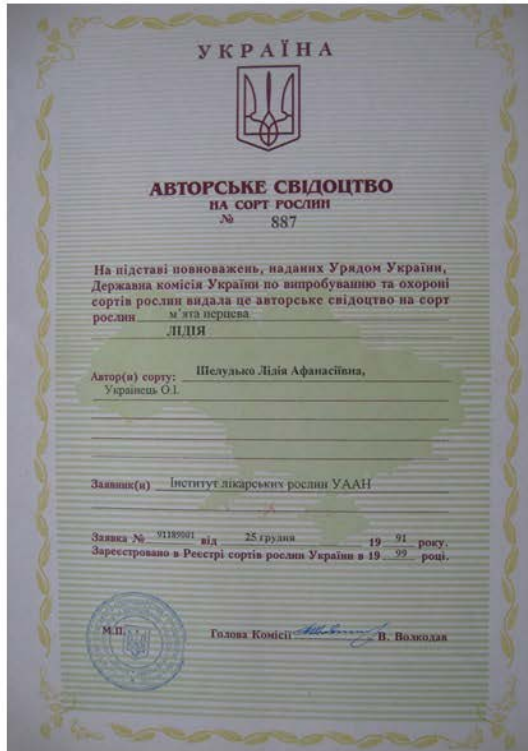 УКРАЇНА
АВТОРСЬКЕ СВІДОЦТВО
НА СОРТ РОСЛИН
№ 887
На підставі повноважень, наданих Урядом України,
Державна комісія України по випробуванню та охороні
сортів рослин видала це авторське свідоцтво на сорт
рослин м'ята перцева
ЛІДІЯ
Автор(и) сорту: Шелудько Лідія Афанасіївна,
Українець О.І.
Заявник(и) Інститут лікарських рослин УААН
Заявка № 91189001 від 25 грудня 19 91 року.
Зареєстровано в Реєстрі сортів рослин України в 19 99 році.
М.П.
Голова Комісії В. Волкодав